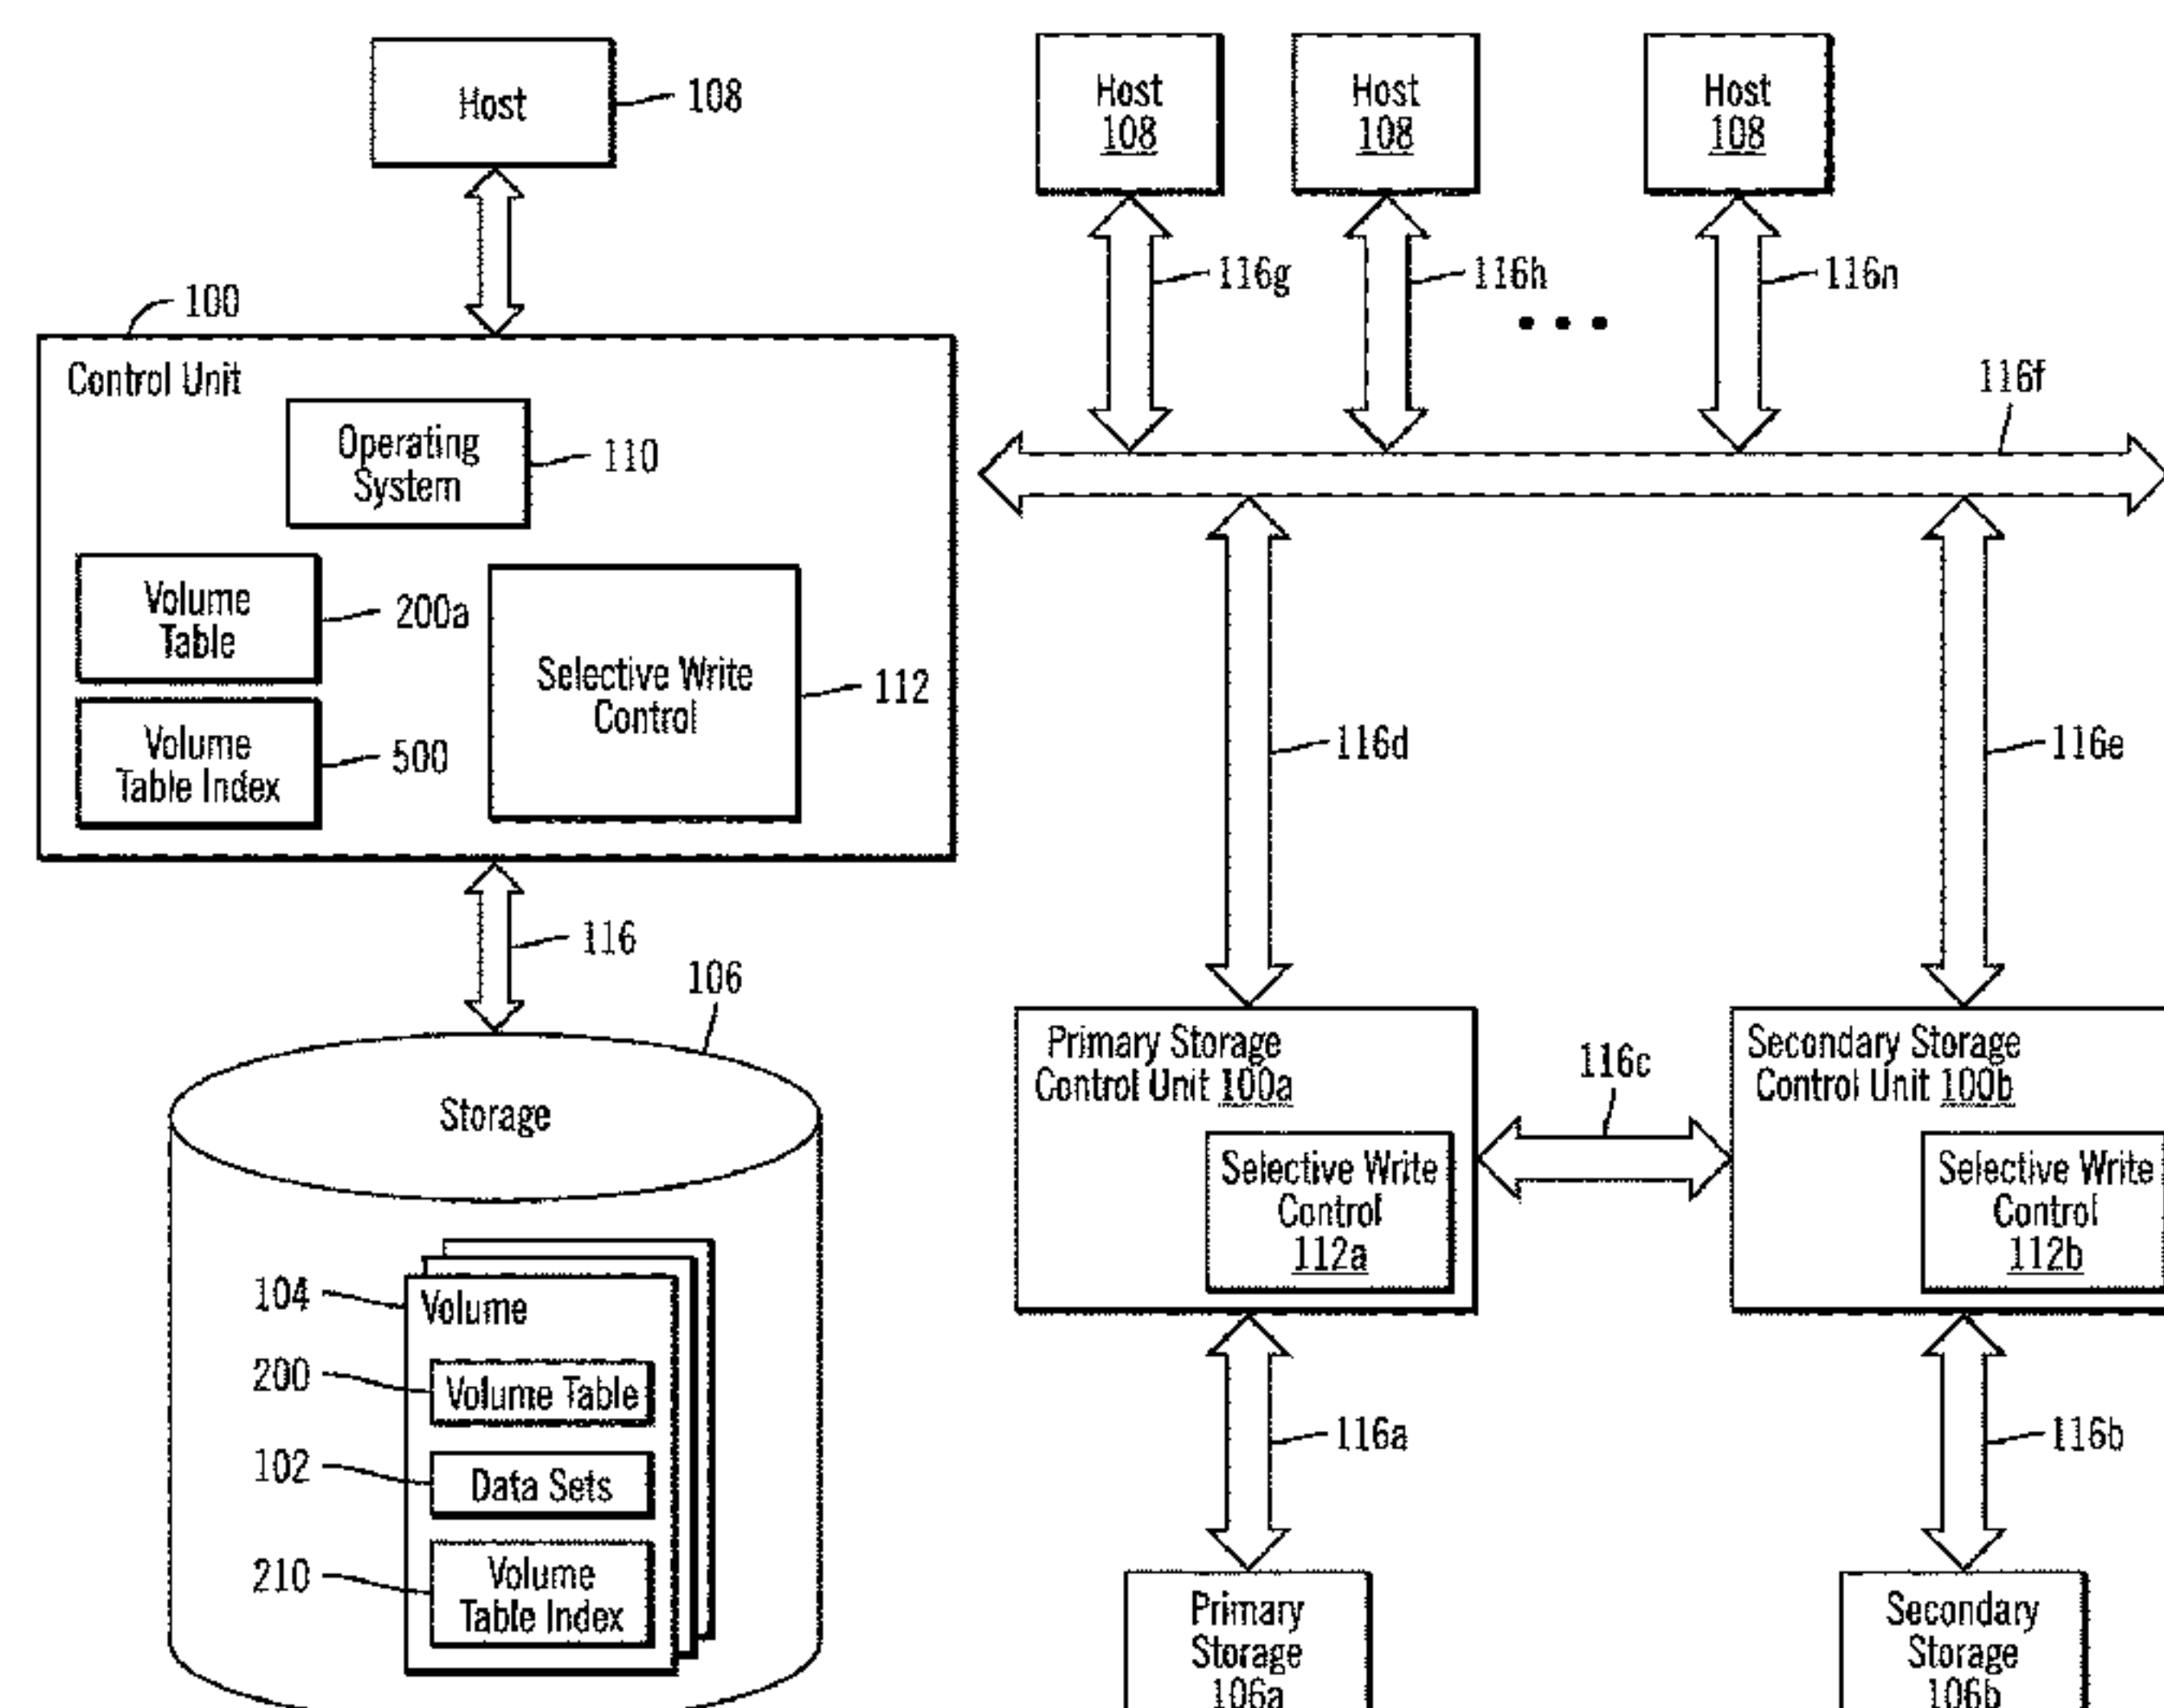 Host
108
100
Control Unit
Operating
System
110
Volume
Table
200a
Selective Write
Control
112
Volume
Table Index
500
116
106
Storage
104
Volume
200
Volume Table
102
Data Sets
210
Volume
Table Index
Host
108
Host
108
Host
108
116g
116h
116n
• • •
116f
116d
116e
Primary Storage
Control Unit 100a
Selective Write
Control
112a
116c
Secondary Storage
Control Unit 100b
Selective Write
Control
112b
116a
116b
Primary
Storage
106a
Secondary
Storage
106b